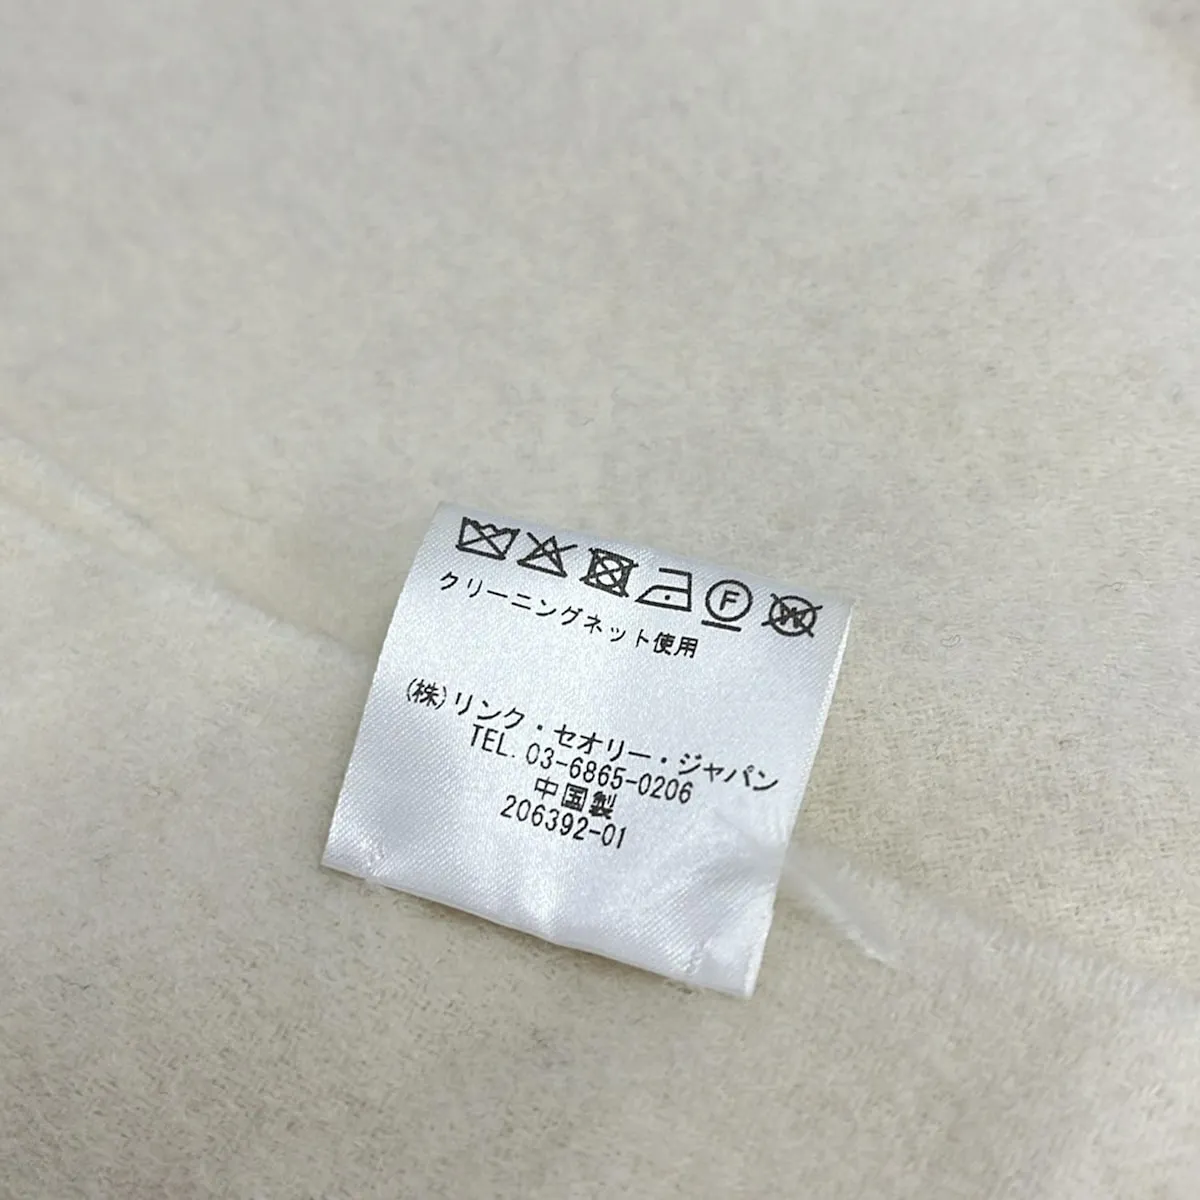 F
W
クリーニングネット使用
(株)リンク・セオリー・ジャパン
TEL. 03-6865-0206
中国製
206392-01